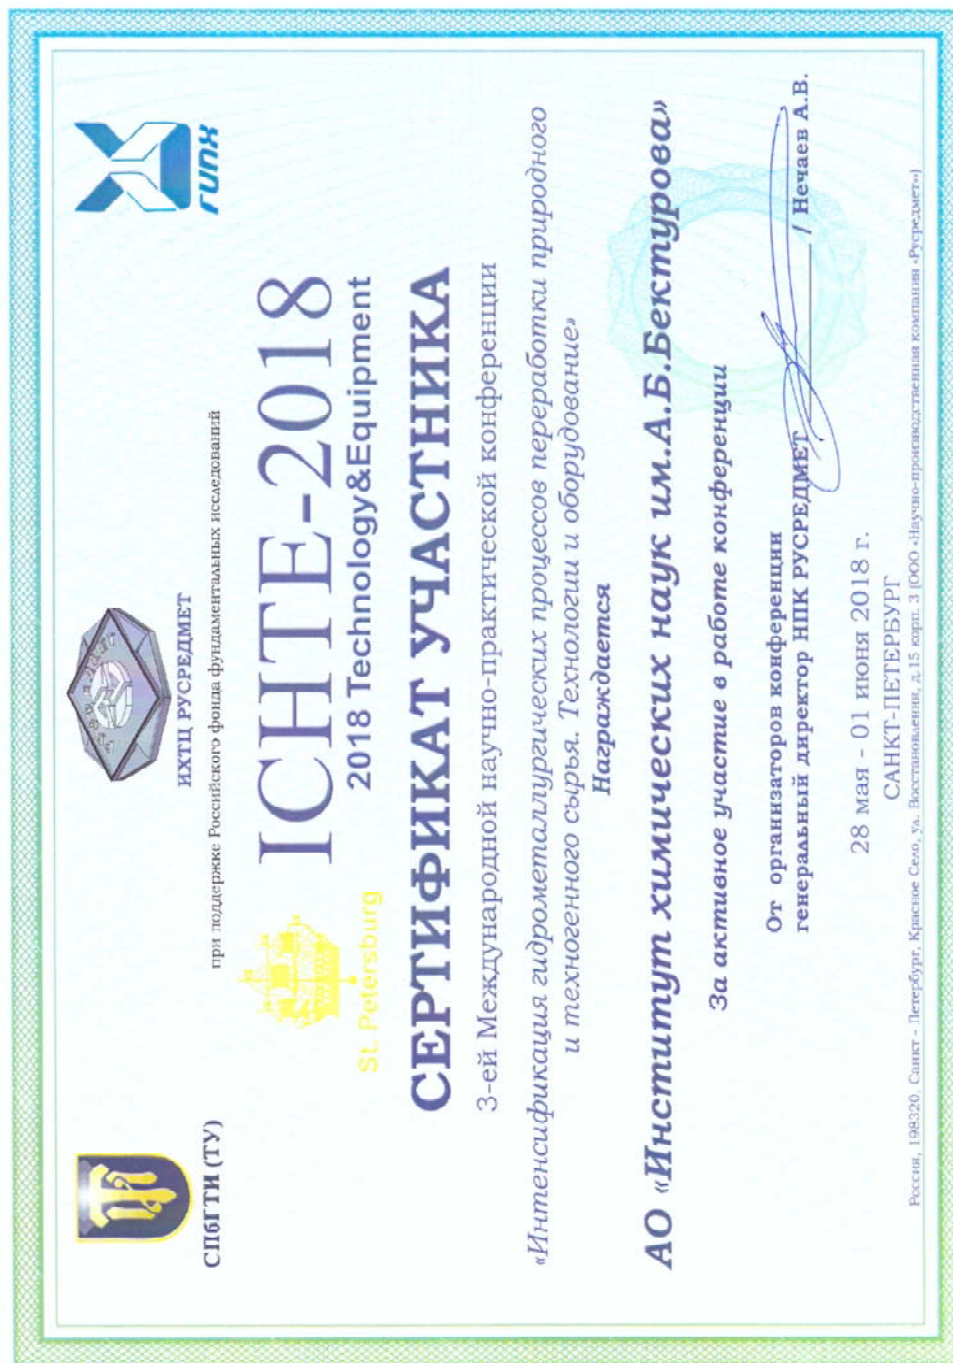 СПбГТИ (ТУ)
ИХТЦ РУСРЕДМЕТ
гипх
при поддержке Российского фонда фундаментальных исследований
St. Petersburg
ICHTE-2018
2018 Technology&Equipment
СЕРТИФИКАТ УЧАСТНИКА
3-ей Международной научно-практической конференции
«Интенсификация гидрометаллургических процессов переработки природного
и техногенного сырья. Технологии и оборудование»
Награждается
АО «Институт химических наук им.А.Б.Бектурова»
За активное участие в работе конференции
От организаторов конференции
генеральный директор НПК РУСРЕДМЕТ / Нечаев А.В.
28 мая - 01 июня 2018 г.
САНКТ-ПЕТЕРБУРГ
Россия, 198320, Санкт - Петербург, Красное Село, ул. Восстановления, д.15 корп. 3 (ООО «Научно-производственная компания «Русредмет»)